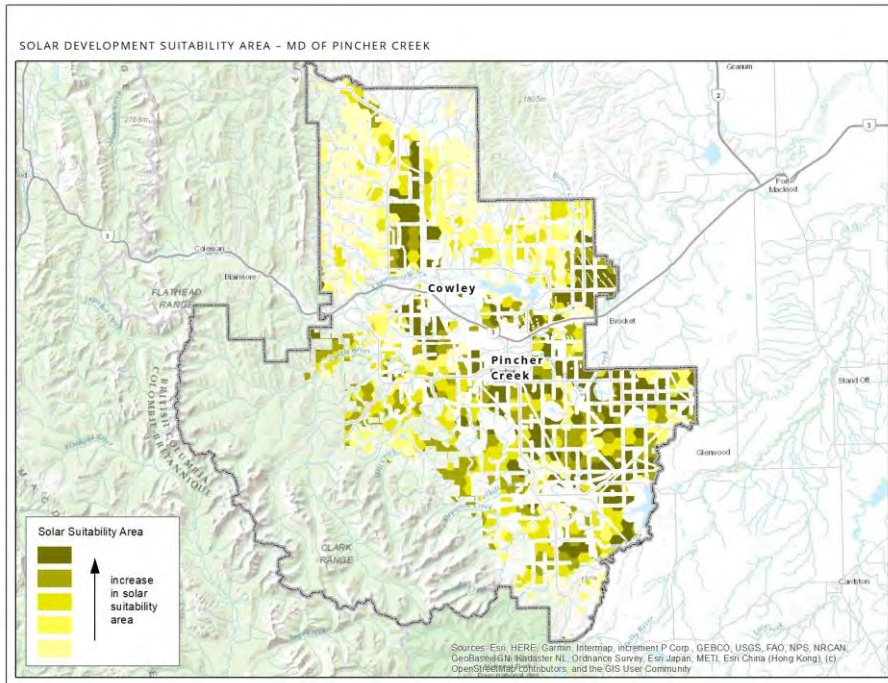 SOLAR DEVELOPMENT SUITABILITY AREA – MD OF PINCHER CREEK
Granum
2
3
Fort
Macleod
3
Coleman
Blairmore
FLATHEAD
RANGE
Cowley
Brocket
Pincher
Creek
Stand Off
BRITISH COLUMBIA
COLOMBIE-BRITANNIQUE
Glenwood
CLARK
RANGE
Cardston
Solar Suitability Area
increase
in solar
suitability
area
Sources: Esri, HERE, Garmin, Intermap, increment P Corp., GEBCO, USGS, FAO, NPS, NRCAN,
GeoBase, IGN, Kadaster NL, Ordnance Survey, Esri Japan, METI, Esri China (Hong Kong), (c)
OpenStreetMap contributors, and the GIS User Community